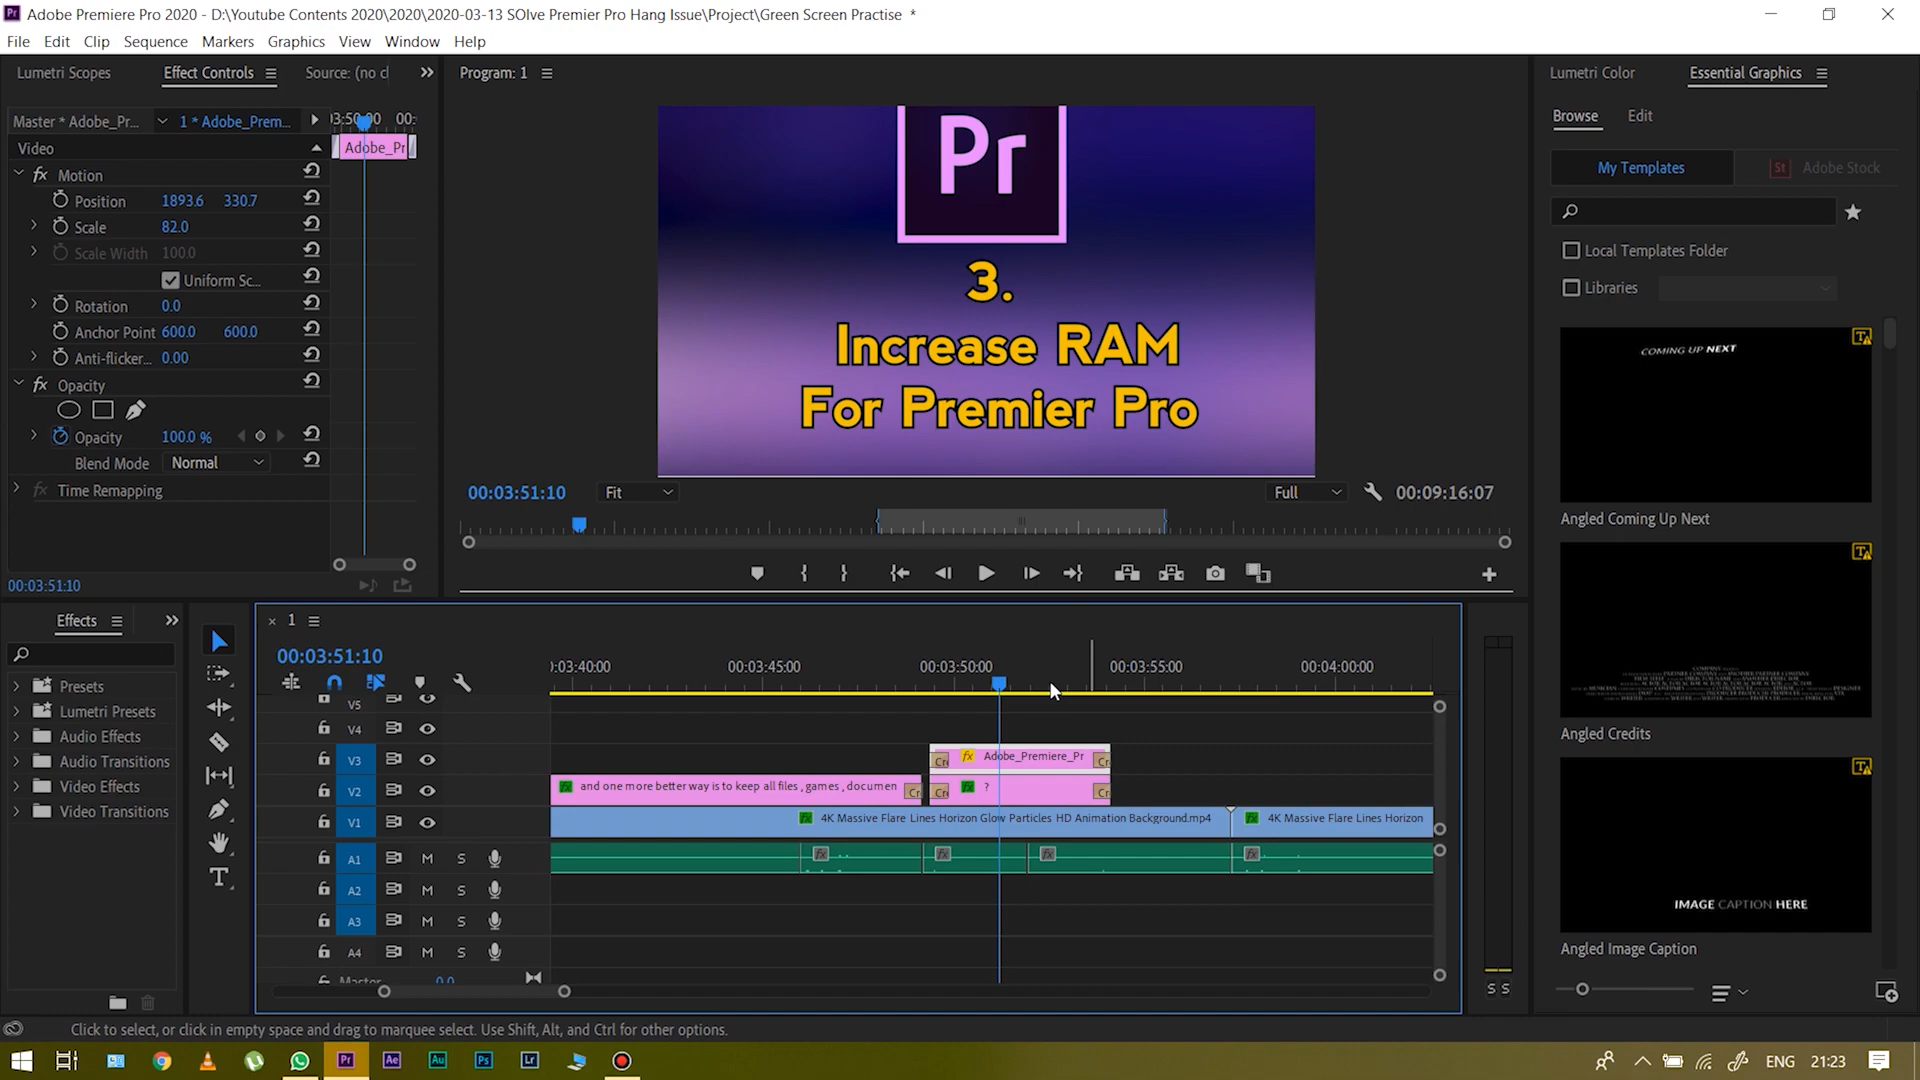 Adobe Premiere Pro 2020 - D:\Youtube Contents 2020\2020\2020-03-13 SOlve Premier Pro Hang Issue\Project\Green Screen Practise *
File Edit Clip Sequence Markers Graphics View Window Help
Lumetri Scopes Effect Controls Source: (no cl
Program: 1
Lumetri Color Essential Graphics
Master * Adobe_Pr... 1 * Adobe_Prem...
Video
Adobe_Pr
Motion
Position 1893.6 330.7
Scale 82.0
Scale Width 100.0
Uniform Sc...
Rotation 0.0
Anchor Point 600.0 600.0
Anti-flicker... 0.00
Opacity
Opacity 100.0 %
Blend Mode Normal
Time Remapping
00:03:51:10
Pr
3.
Increase RAM
For Premier Pro
00:03:51:10 Fit Full 00:09:16:07
Browse Edit
My Templates St Adobe Stock
Local Templates Folder
Libraries
COMING UP NEXT
Angled Coming Up Next
Angled Credits
IMAGE CAPTION HERE
Angled Image Caption
Effects
Presets
Lumetri Presets
Audio Effects
Audio Transitions
Video Effects
Video Transitions
1
00:03:51:10
:03:40:00 00:03:45:00 00:03:50:00 00:03:55:00 00:04:00:00
V5
V4
V3 Adobe_Premiere_Pr
V2 and one more better way is to keep all files , games , documen ?
V1 4K Massive Flare Lines Horizon Glow Particles HD Animation Background.mp4 4K Massive Flare Lines Horizon
A1 M S
A2 M S
A3 M S
A4 M S
Master 0.0
S S
Click to select, or click in empty space and drag to marquee select. Use Shift, Alt, and Ctrl for other options.
Pr Ae Au Ps Lr ENG 21:23